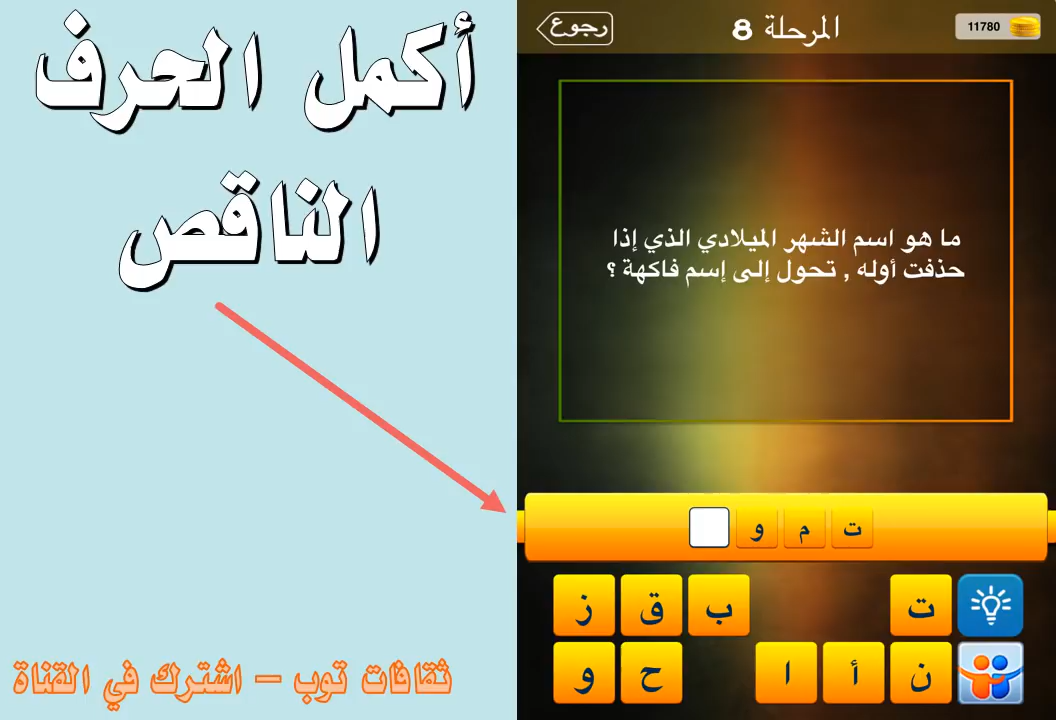 أكمل الحرف
الناقص
ثقافات توب – اشترك في القناة
رجوع
المرحلة 8
11780
ما هو اسم الشهر الميلادي الذي إذا
حذفت أوله , تحول إلى إسم فاكهة ؟
ت م و
ت ب ق ز
ن أ ا ح و